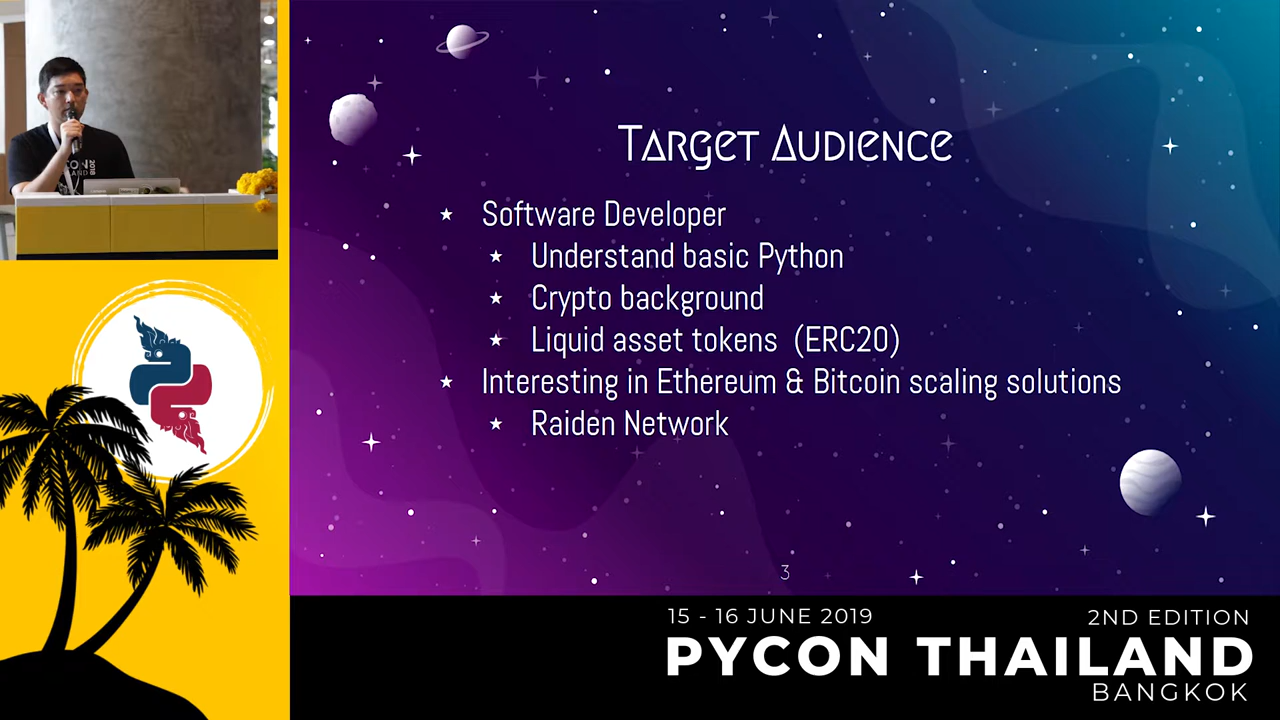 TARGET AUDIENCE
Software Developer
Understand basic Python
Crypto background
Liquid asset tokens (ERC20)
Interesting in Ethereum & Bitcoin scaling solutions
Raiden Network
3
15 - 16 JUNE 2019
2ND EDITION
PYCON THAILAND
BANGKOK